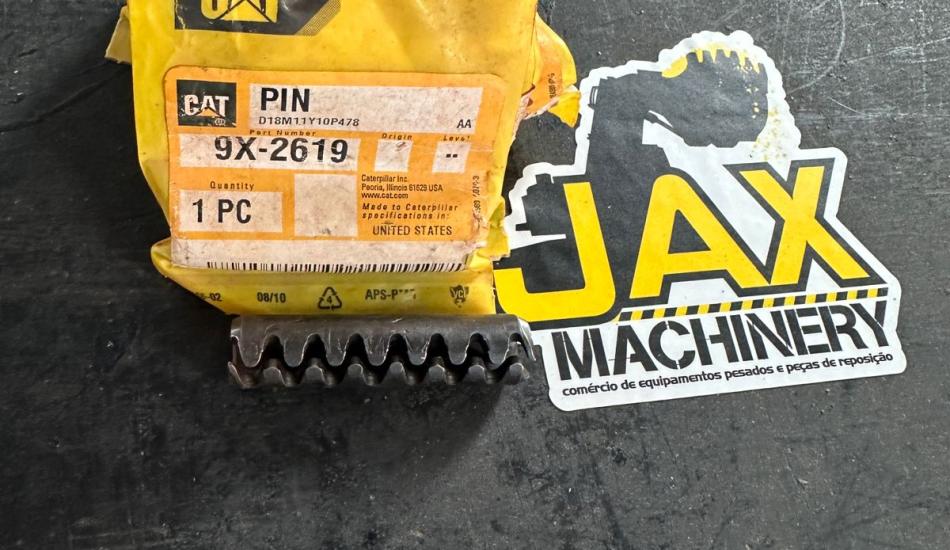 CAT
CAT
PIN
D18M11Y10P478
AA
Part Number
Origin
Level
9X-2619
--
Quantity
1 PC
Caterpillar Inc.
Peoria, Illinois 61629 USA
www.cat.com
Made to Caterpillar
specifications in:
UNITED STATES
08/10
4
JAX
MACHINERY
comércio de equipamentos pesados e peças de reposição